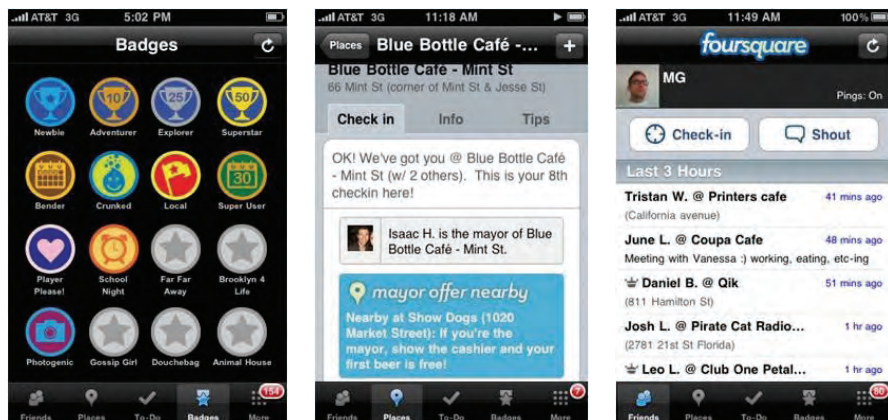 AT&T 3G 5:02 PM
Badges
Newbie Adventurer Explorer Superstar
10 25 50
Bender Crunked Local Super User
30
Player Please! School Night Far Far Away Brooklyn 4 Life
Photogenic Gossip Girl Douchebag Animal House
154
Friends Places To-Do Badges More
AT&T 3G 11:18 AM
Places Blue Bottle Café -... +
Blue Bottle Café - Mint St
66 Mint St (corner of Mint St & Jesse St)
Check in Info Tips
OK! We've got you @ Blue Bottle Café
- Mint St (w/ 2 others). This is your 8th
checkin here!
Isaac H. is the mayor of Blue
Bottle Café - Mint St.
mayor offer nearby
Nearby at Show Dogs (1020
Market Street): If you're the
mayor, show the cashier and your
first beer is free!
7
Friends Places To-Do Badges More
AT&T 3G 11:49 AM 100%
foursquare
MG
Pings: On
Check-in Shout
Last 3 Hours
Tristan W. @ Printers cafe 41 mins ago
(California avenue)
June L. @ Coupa Cafe 48 mins ago
Meeting with Vanessa :) working, eating, etc-ing
Daniel B. @ Qik 51 mins ago
(811 Hamilton St)
Josh L. @ Pirate Cat Radio... 1 hr ago
(2781 21st St Florida)
Leo L. @ Club One Petal... 1 hr ago
80
Friends Places To-Do Badges More